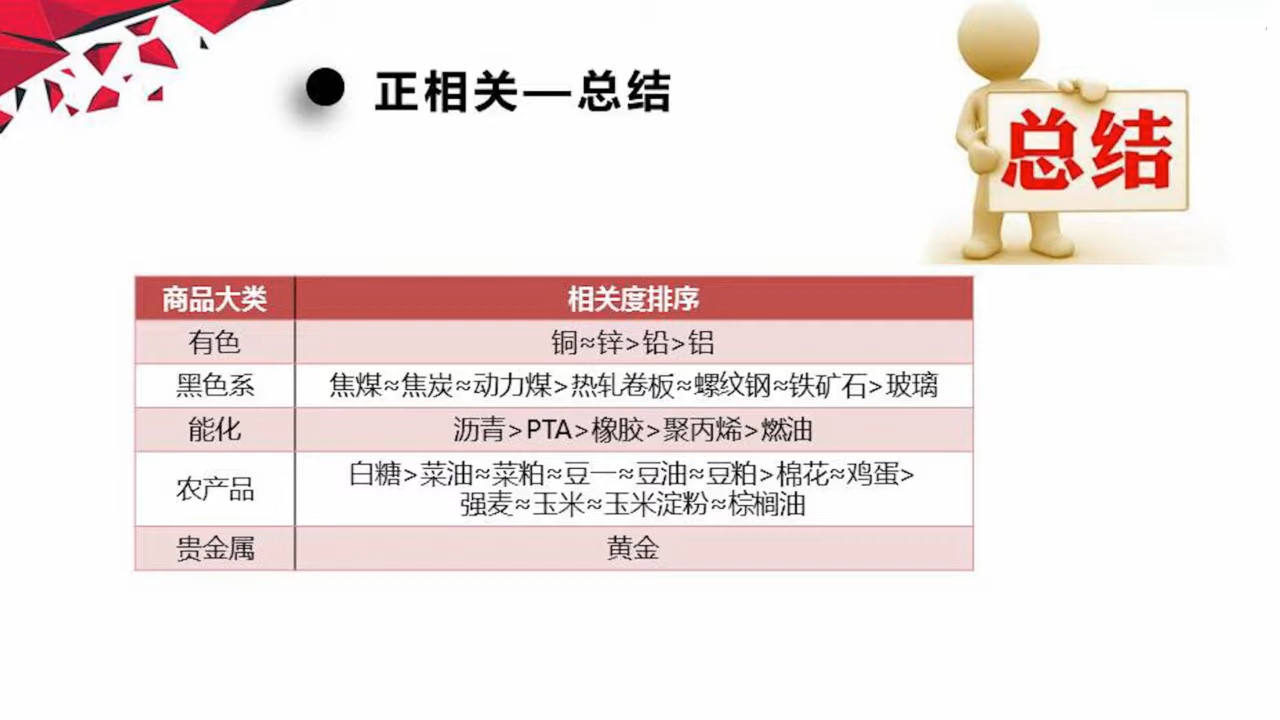 正相关—总结
总结
商品大类 相关度排序
有色 铜≈锌>铅>铝
黑色系 焦煤≈焦炭≈动力煤>热轧卷板≈螺纹钢≈铁矿石>玻璃
能化 沥青>PTA>橡胶>聚丙烯>燃油
农产品 白糖>菜油≈菜粕≈豆一≈豆油≈豆粕>棉花≈鸡蛋>
强麦≈玉米≈玉米淀粉≈棕榈油
贵金属 黄金